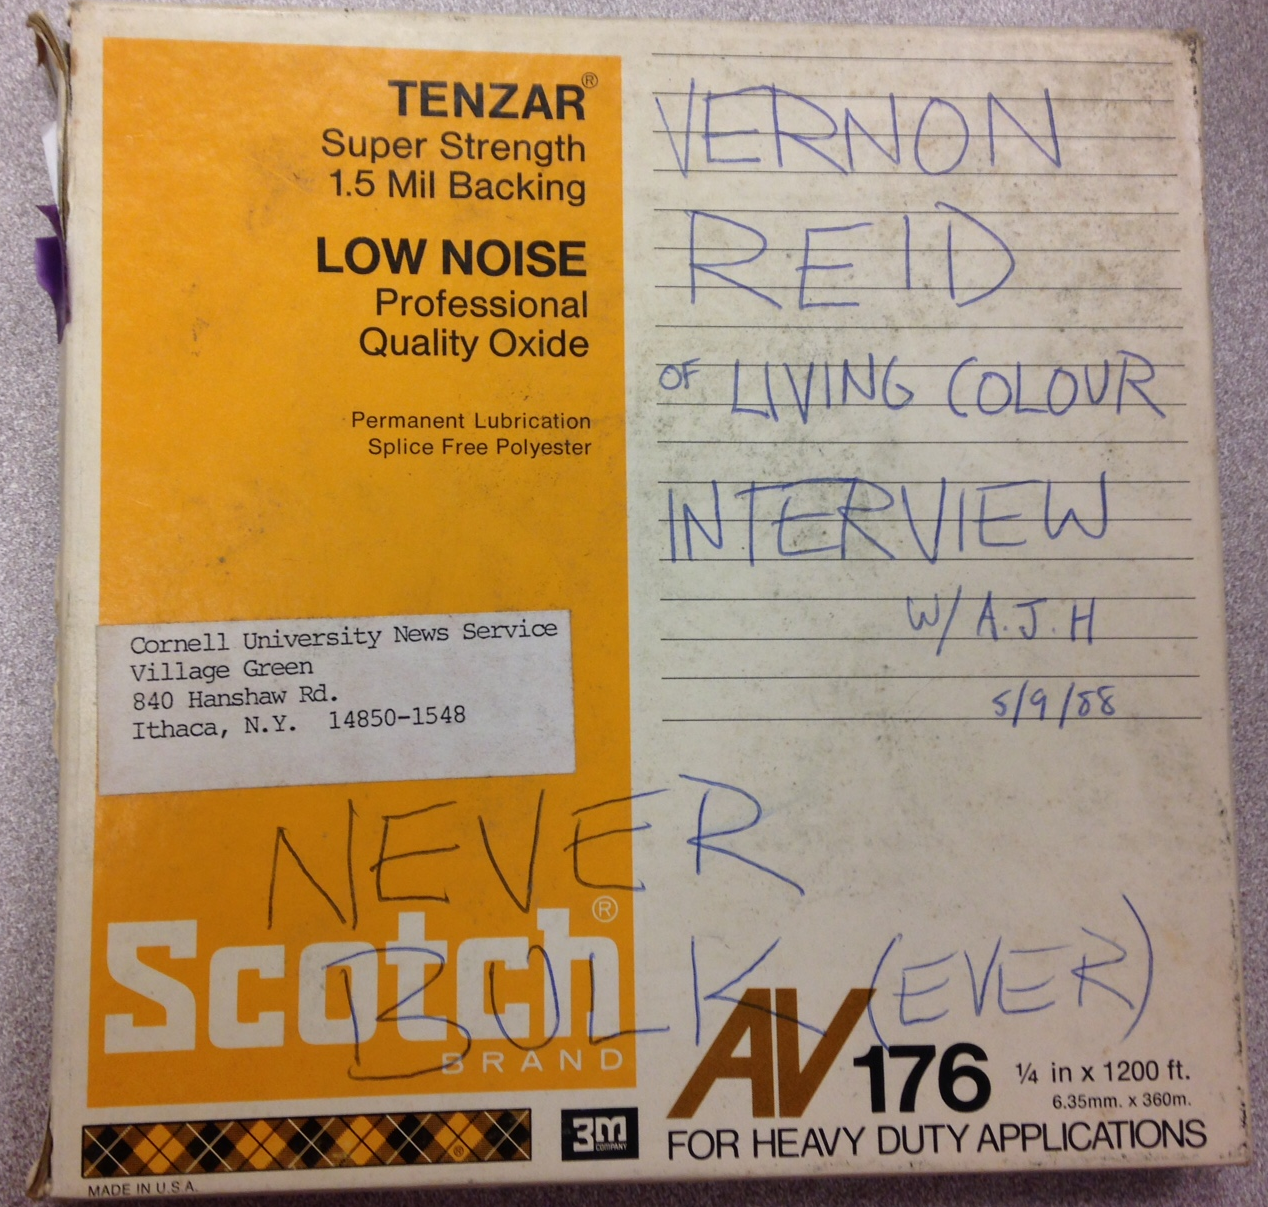 TENZAR®
Super Strength
1.5 Mil Backing
LOW NOISE
Professional
Quality Oxide
Permanent Lubrication
Splice Free Polyester
VERNON
REID
OF LIVING COLOUR
INTERVIEW
W/ A.J.H
5/9/88
Cornell University News Service
Village Green
840 Hanshaw Rd.
Ithaca, N.Y. 14850-1548
NEVER
BULK (EVER)
Scotch®
BRAND
AV 176
1/4 in x 1200 ft.
6.35mm. x 360m.
FOR HEAVY DUTY APPLICATIONS
®
3M
COMPANY
MADE IN U.S.A.